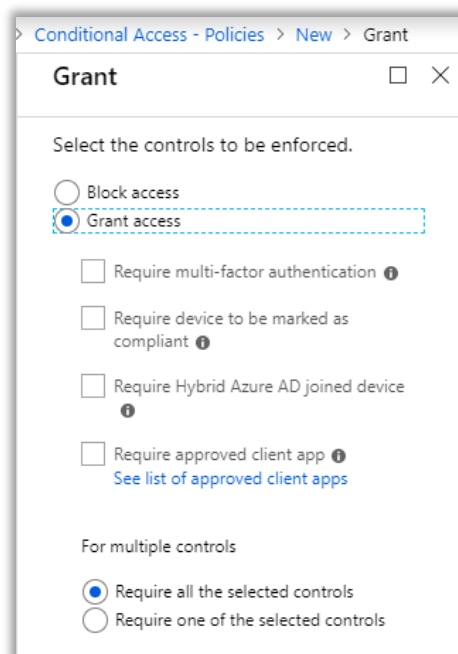 > Conditional Access - Policies > New > Grant
Grant
Select the controls to be enforced.
Block access
Grant access
Require multi-factor authentication
Require device to be marked as
compliant
Require Hybrid Azure AD joined device
Require approved client app
See list of approved client apps
For multiple controls
Require all the selected controls
Require one of the selected controls